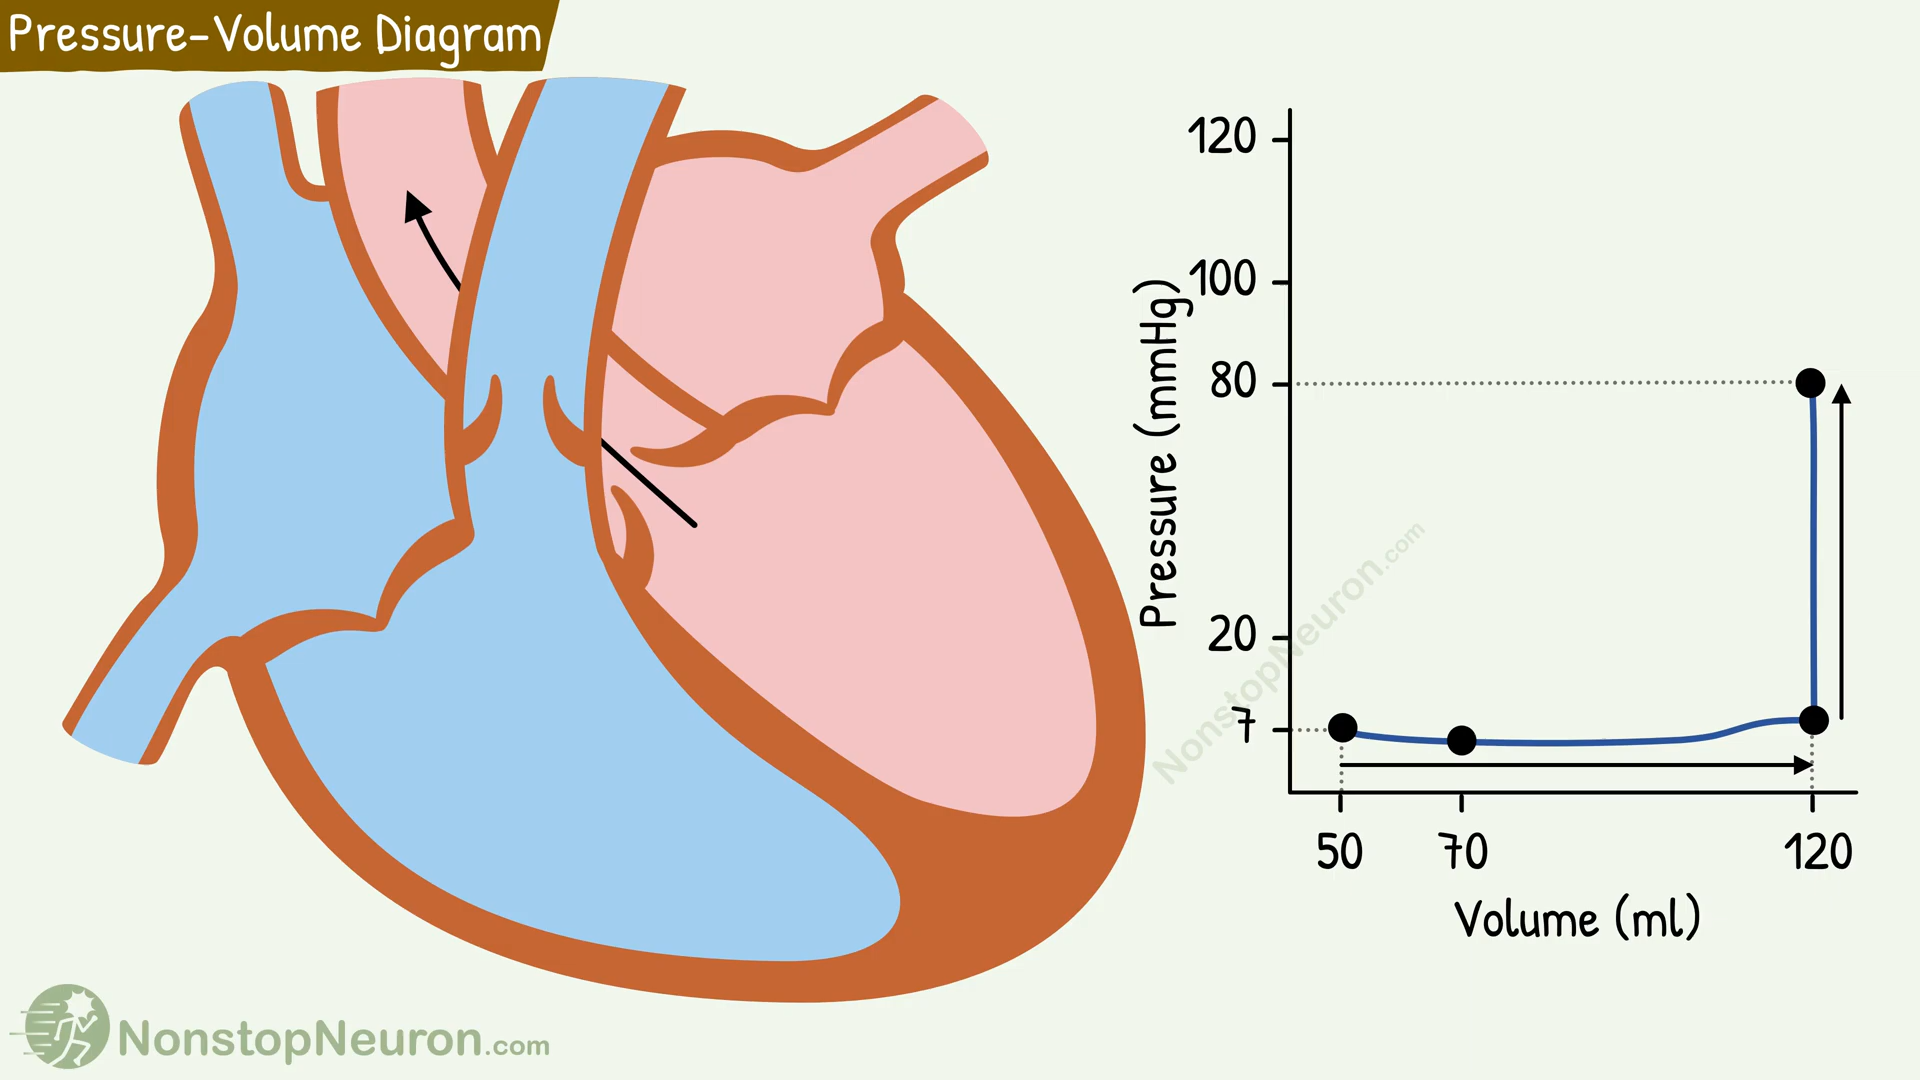 Pressure-Volume Diagram
120
100
80
20
7
Pressure (mmHg)
50 70 120
Volume (ml)
NonstopNeuron.com
NonstopNeuron.com